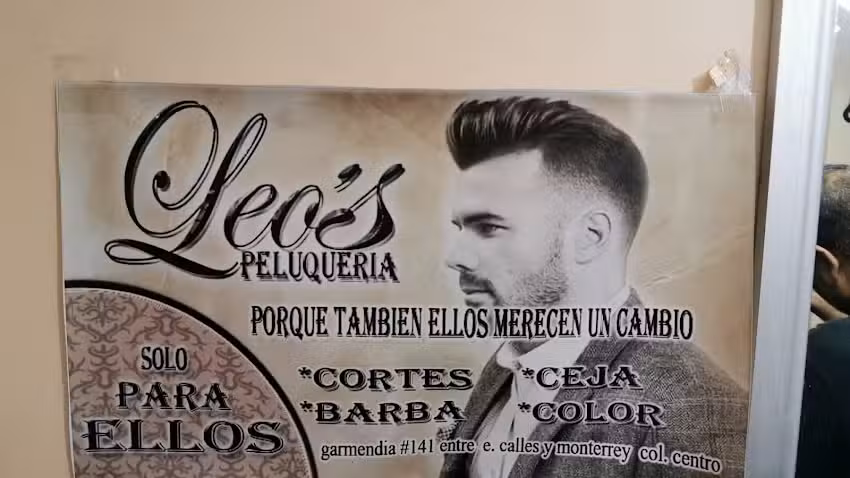 Leo's
PELUQUERIA
PORQUE TAMBIEN ELLOS MERECEN UN CAMBIO
SOLO
PARA
ELLOS
*CORTES *CEJA
*BARBA *COLOR
garmendia #141 entre e. calles y monterrey col. centro